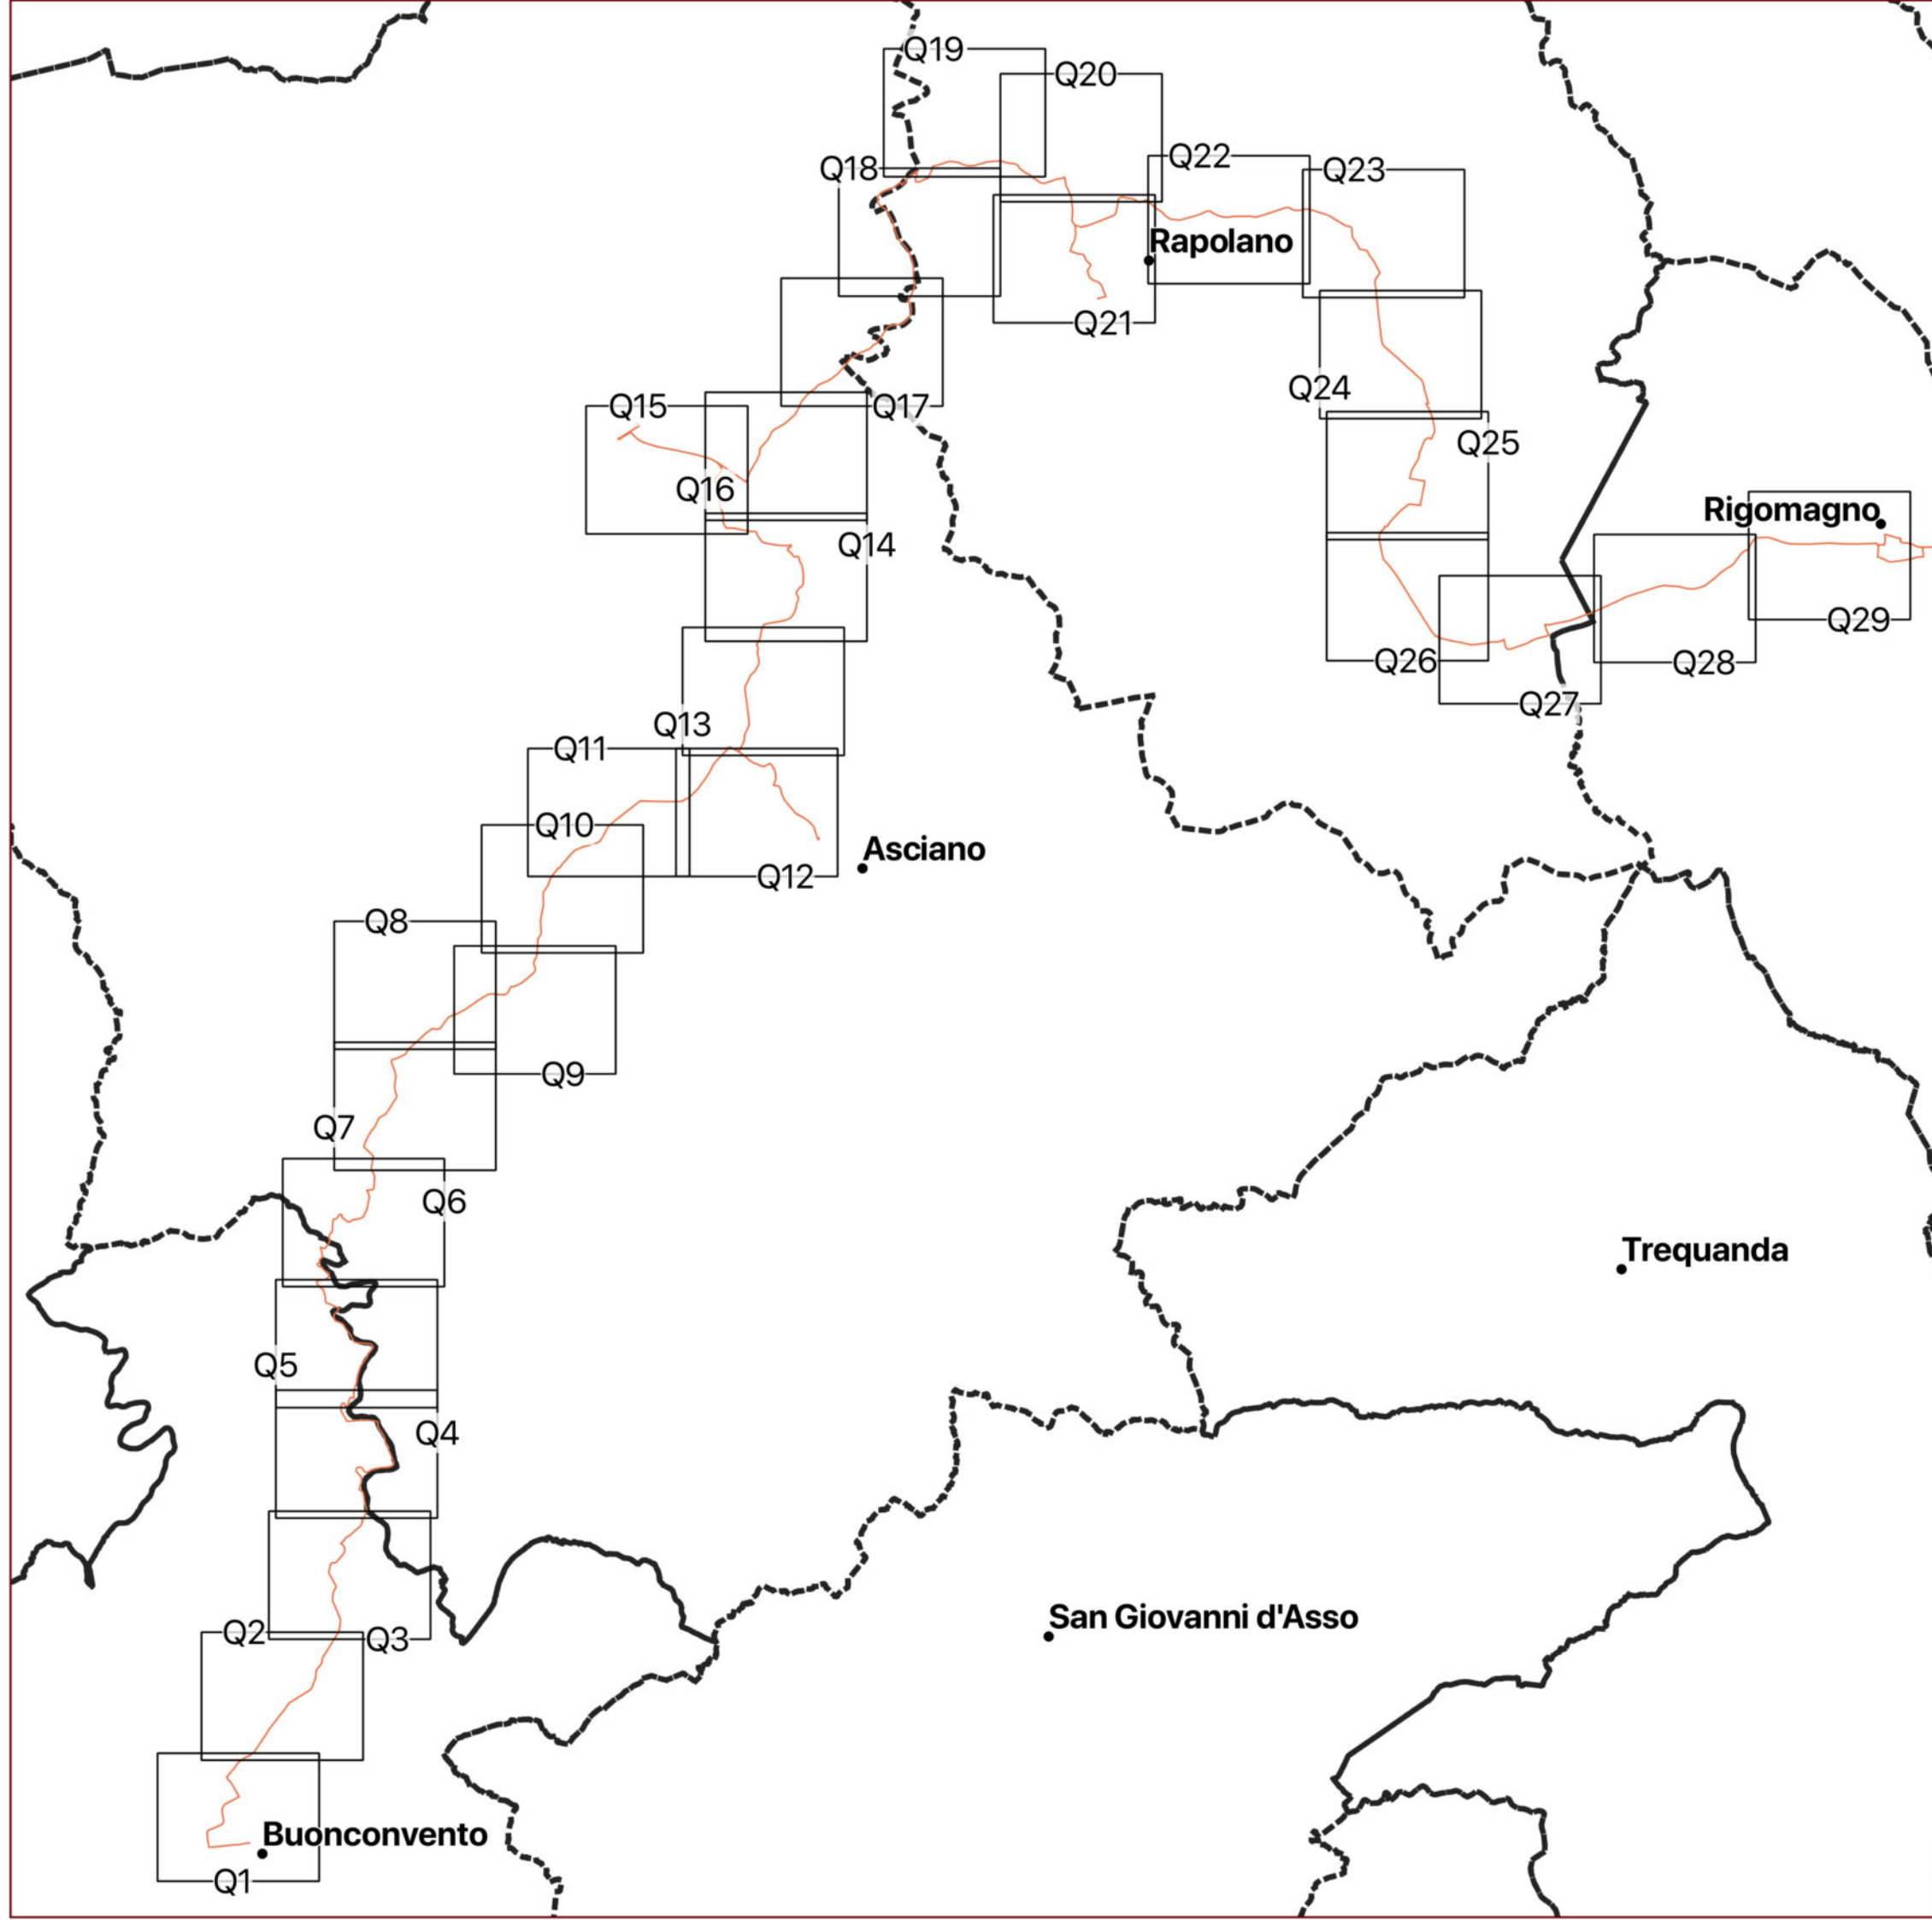 Q19
Q20
Q22
Q18
Q23
Rapolano
Q21
Q24
Q15
Q17
Q25
Q16
Rigomagno
Q14
Q29
Q26
Q28
Q27
Q13
Q11
Q10
Asciano
Q12
Q8
Q9
Q7
Q6
Trequanda
Q5
Q4
San Giovanni d'Asso
Q2
Q3
Buonconvento
Q1